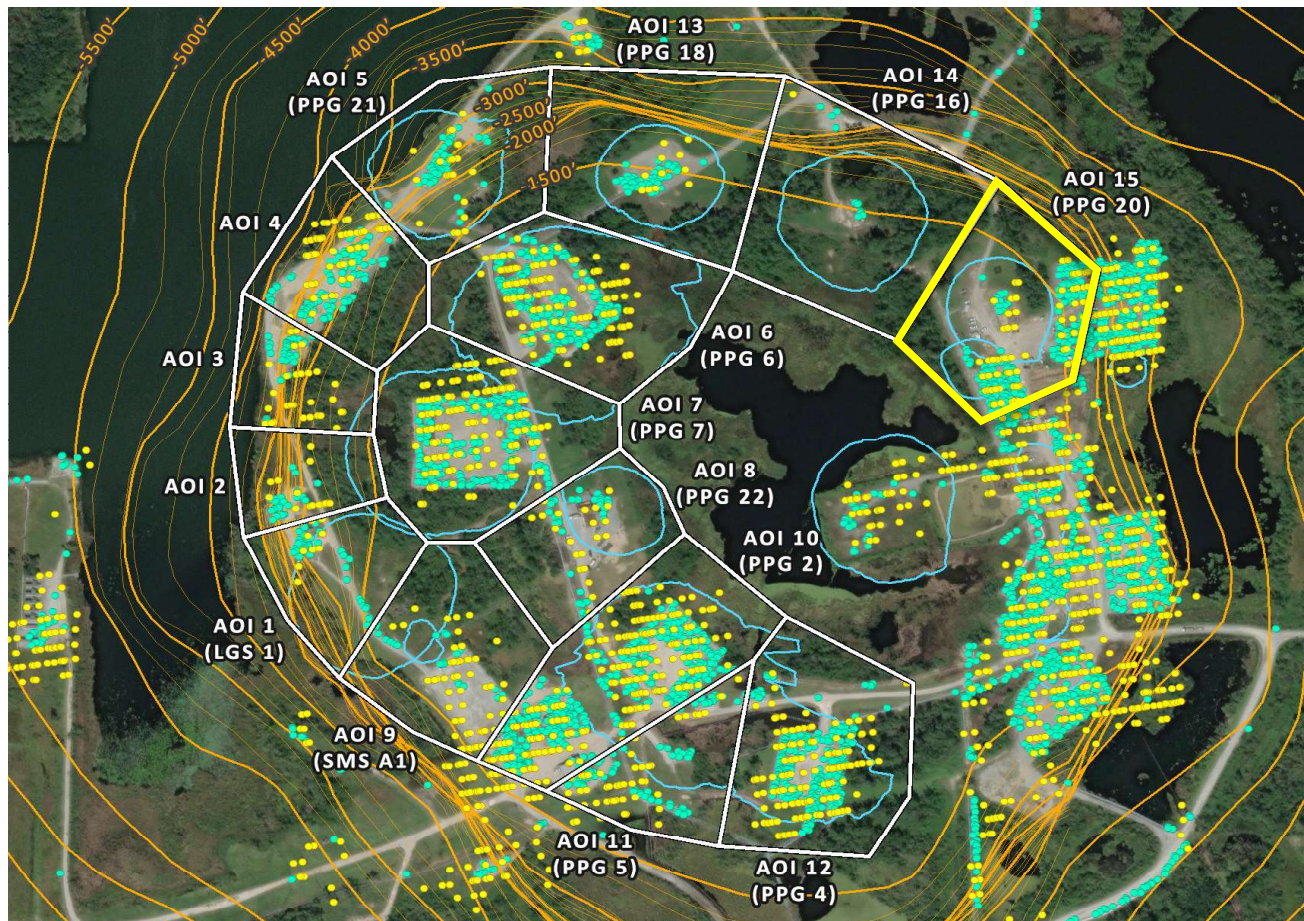 -5500'
-5000'
-4500'
-4000'
-3500'
-3000'
-2500'
-2000'
-1500'
AOI 13
(PPG 18)
AOI 14
(PPG 16)
AOI 5
(PPG 21)
AOI 15
(PPG 20)
AOI 4
AOI 3
AOI 6
(PPG 6)
AOI 7
(PPG 7)
AOI 2
AOI 8
(PPG 22)
AOI 10
(PPG 2)
AOI 1
(LGS 1)
AOI 9
(SMS A1)
AOI 11
(PPG 5)
AOI 12
(PPG 4)